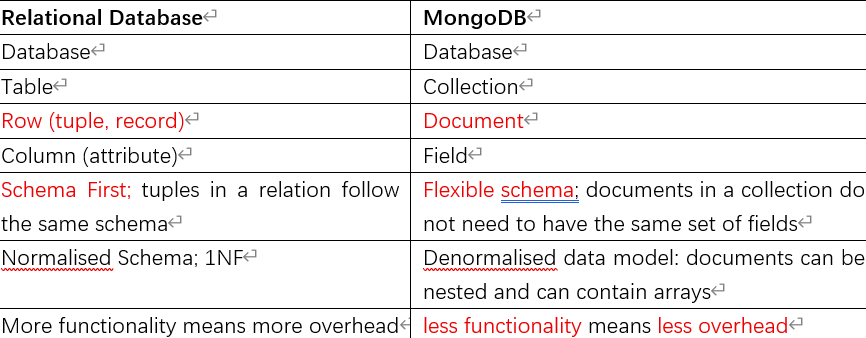 Relational Database
MongoDB
Database
Database
Table
Collection
Row (tuple, record)
Document
Column (attribute)
Field
Schema First; tuples in a relation follow
the same schema
Flexible schema; documents in a collection do
not need to have the same set of fields
Normalised Schema; 1NF
Denormalised data model: documents can be
nested and can contain arrays
More functionality means more overhead
less functionality means less overhead